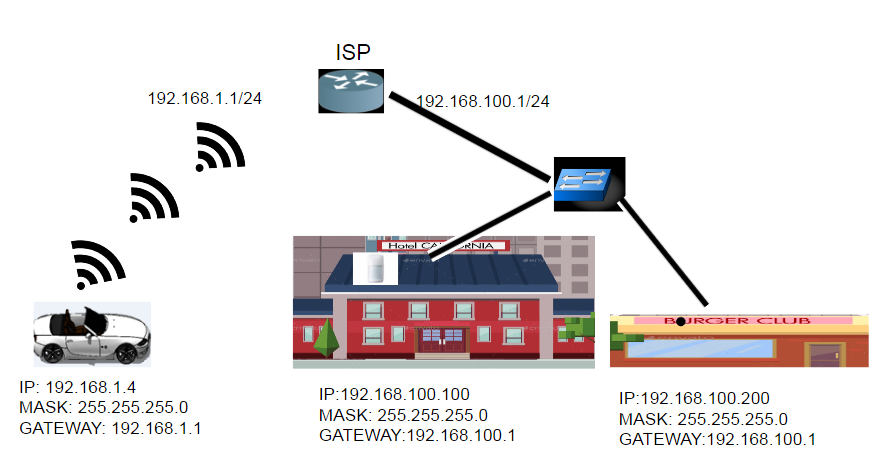 ISP
192.168.1.1/24
192.168.100.1/24
Hotel CALIFORNIA
BURGER CLUB
IP: 192.168.1.4
MASK: 255.255.255.0
GATEWAY: 192.168.1.1
IP:192.168.100.100
MASK: 255.255.255.0
GATEWAY:192.168.100.1
IP:192.168.100.200
MASK: 255.255.255.0
GATEWAY:192.168.100.1